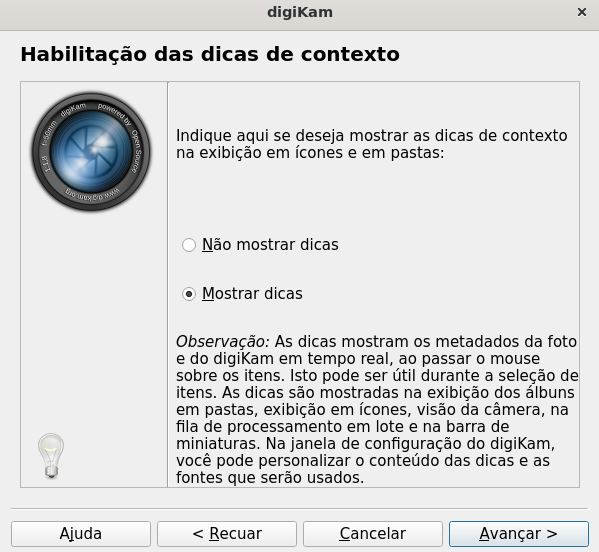 digiKam
Habilitação das dicas de contexto
digiKam powered by Open Source www.digikam.org 1:1,8 f=50mm
Indique aqui se deseja mostrar as dicas de contexto
na exibição em ícones e em pastas:
Não mostrar dicas
Mostrar dicas
Observação: As dicas mostram os metadados da foto
e do digiKam em tempo real, ao passar o mouse
sobre os itens. Isto pode ser útil durante a seleção de
itens. As dicas são mostradas na exibição dos álbuns
em pastas, exibição em ícones, visão da câmera, na
fila de processamento em lote e na barra de
miniaturas. Na janela de configuração do digiKam,
você pode personalizar o conteúdo das dicas e as
fontes que serão usados.
Ajuda
< Recuar
Cancelar
Avançar >